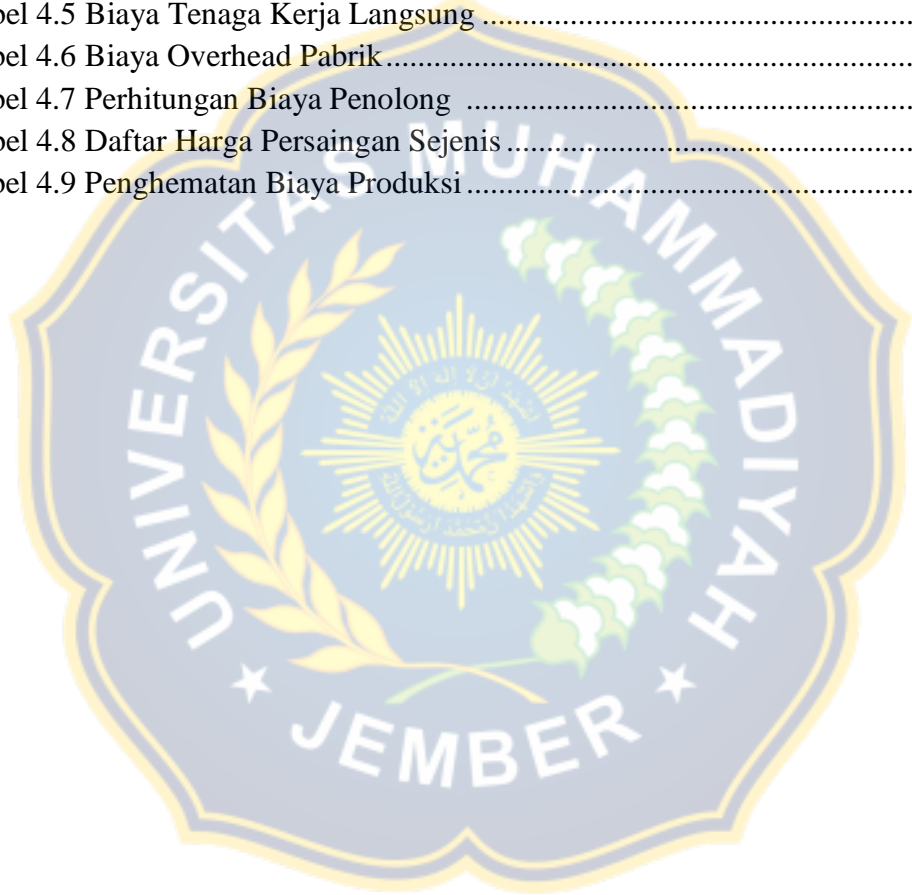 bel 4.5 Biaya Tenaga Kerja Langsung ......................................................
bel 4.6 Biaya Overhead Pabrik..................................................................
bel 4.7 Perhitungan Biaya Penolong ........................................................
bel 4.8 Daftar Harga Persaingan Sejenis ...................................................
bel 4.9 Penghematan Biaya Produksi........................................................
UNIVERSITAS MUHAMMADIYAH
JEMBER
محمدية